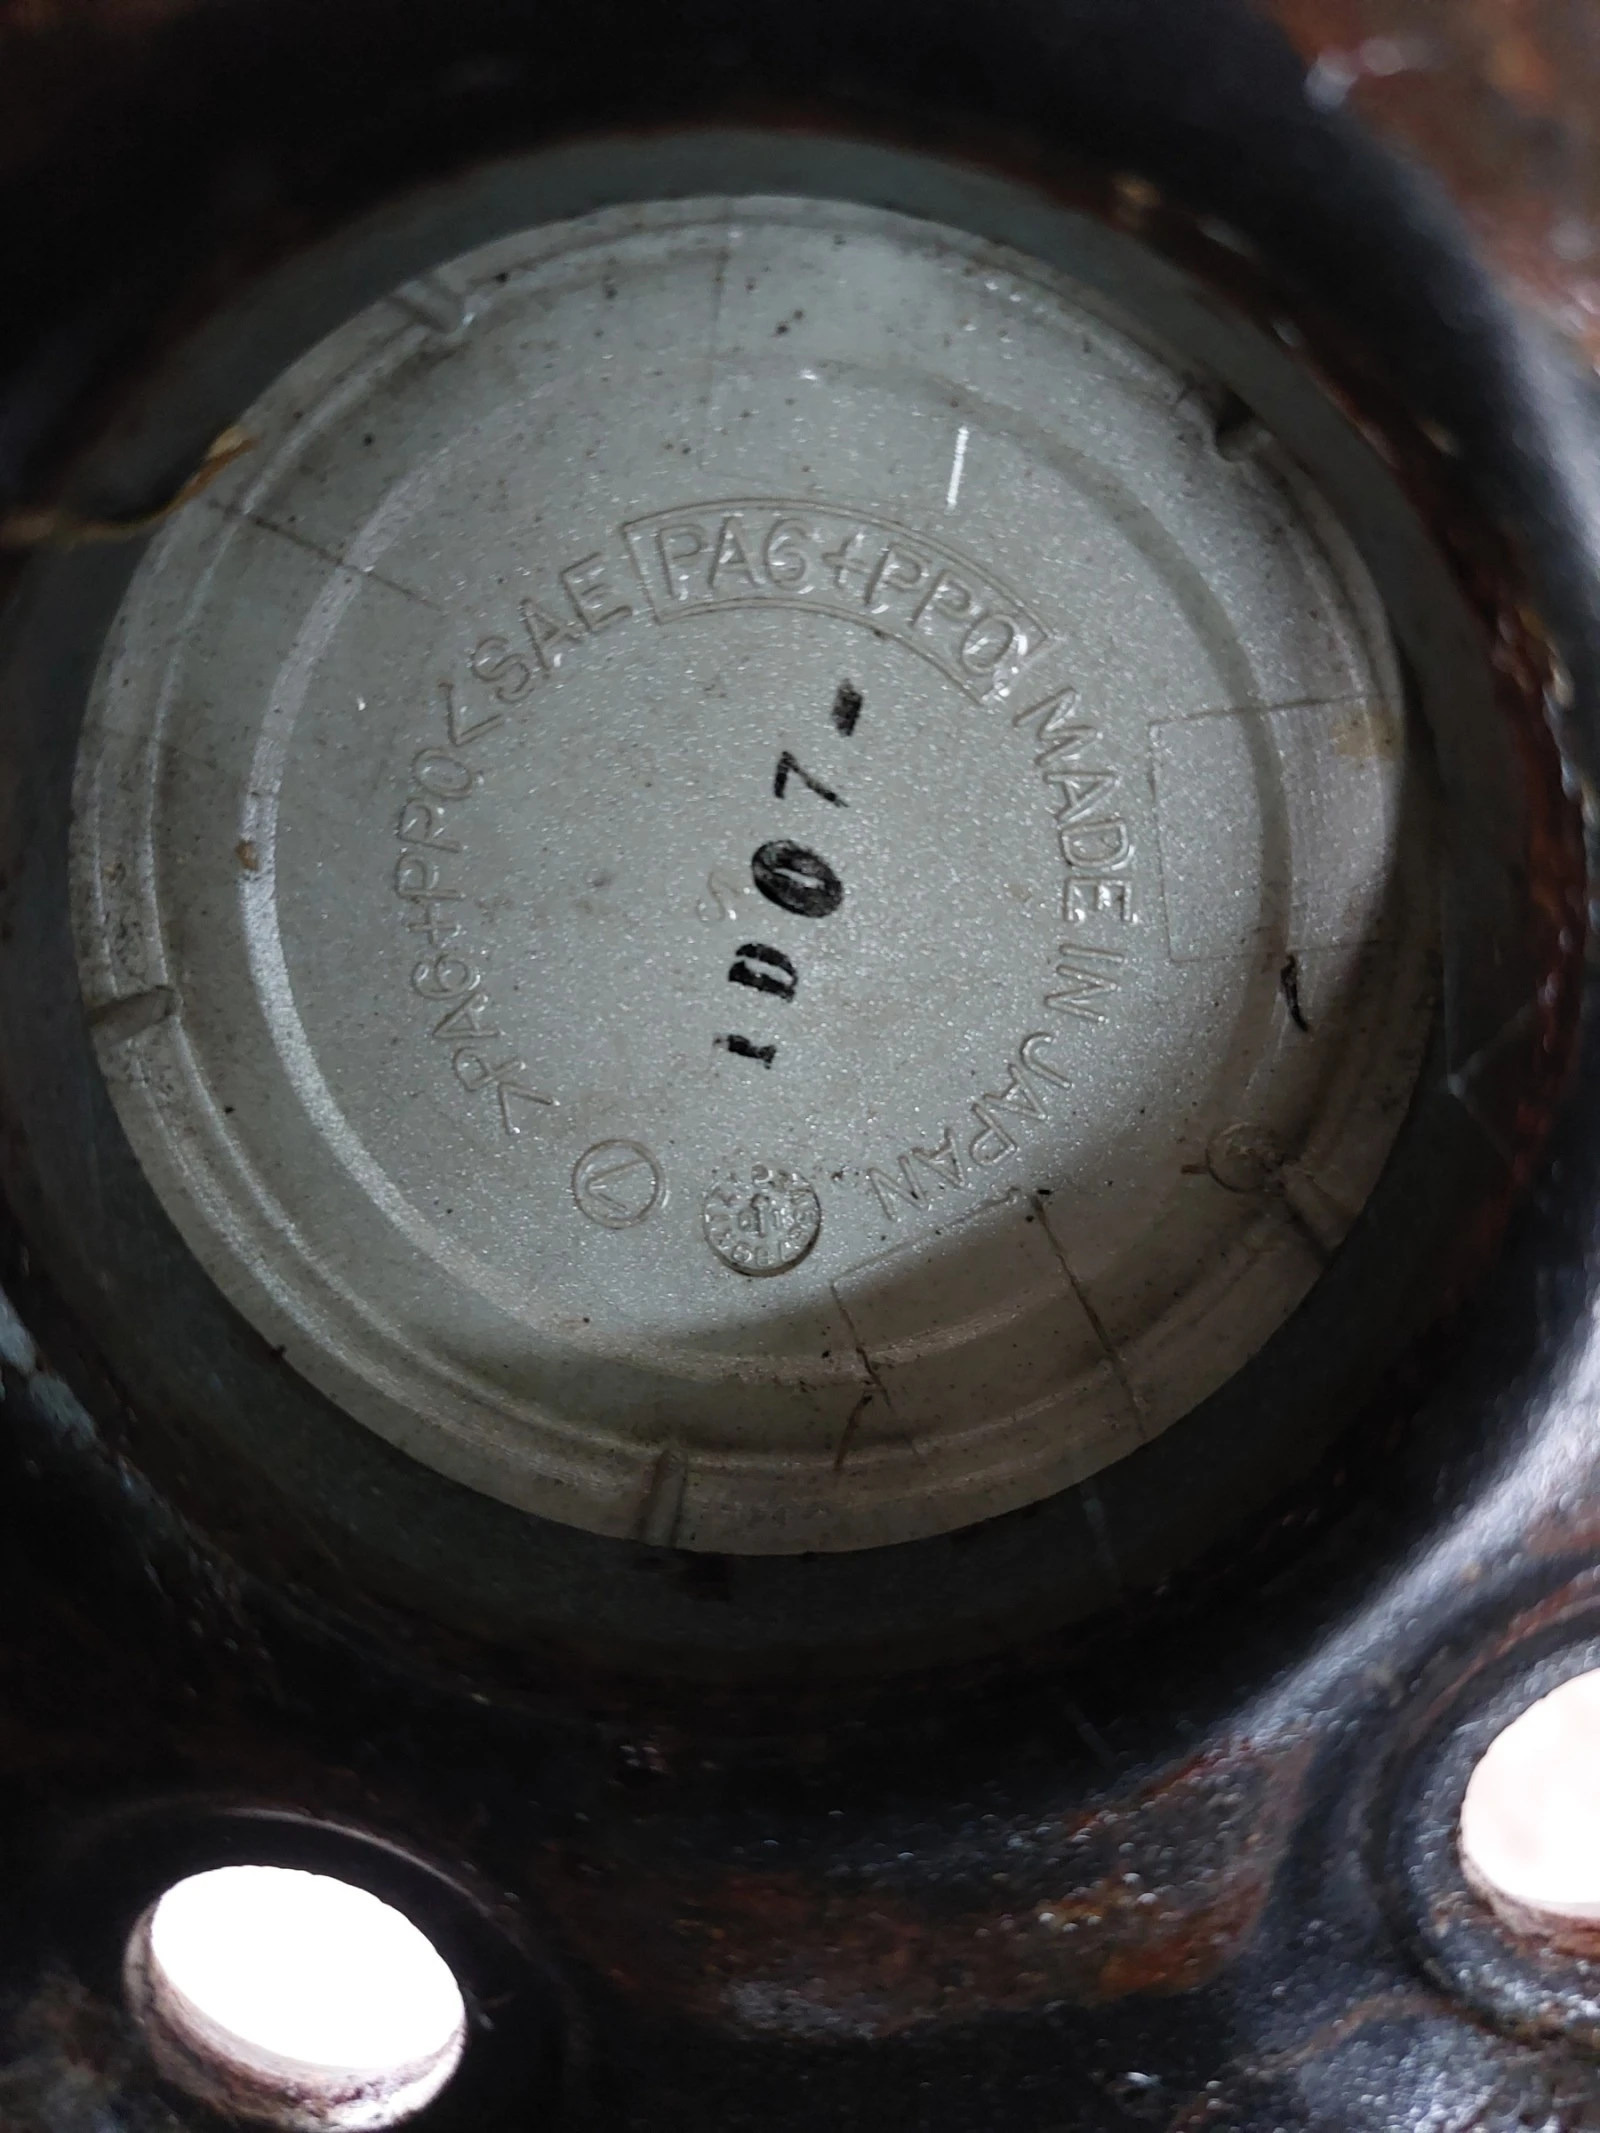 >PA6+PPO< SAE PA6+PPO MADE IN JAPAN
1D07-
V